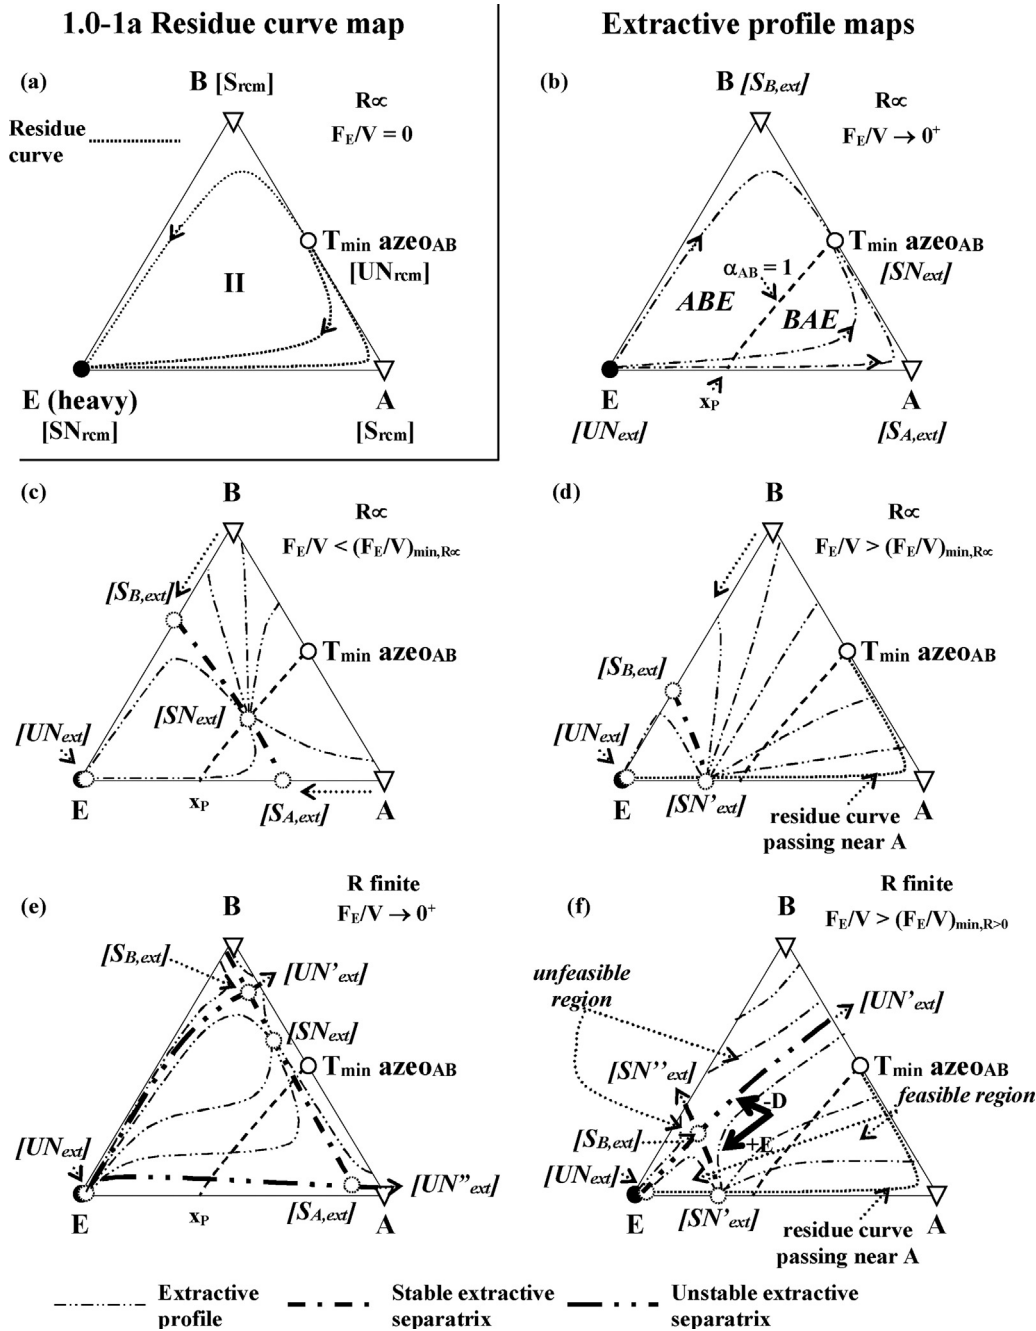 1.0-1a Residue curve map
Extractive profile maps
(a)
B [Srcm]
R∝
FE/V = 0
Residue
curve
Tmin azeoAB
[UNrcm]
II
E (heavy)
[SNrcm]
A
[Srcm]
(b)
B [SB,ext]
R∝
FE/V → 0+
αAB = 1
Tmin azeoAB
[SNext]
ABE
BAE
E
[UNext]
xP
A
[SA,ext]
(c)
B
R∝
FE/V < (FE/V)min,R∝
[SB,ext]
Tmin azeoAB
[SNext]
[UNext]
E
xP
[SA,ext]
A
(d)
B
R∝
FE/V > (FE/V)min,R∝
[SB,ext]
Tmin azeoAB
[UNext]
E
[SN'ext]
residue curve
passing near A
A
(e)
B
R finite
FE/V → 0+
[SB,ext]
[UN'ext]
[SNext]
Tmin azeoAB
[UNext]
E
xP
[SA,ext]
A
[UN"ext]
(f)
B
R finite
FE/V > (FE/V)min,R>0
unfeasible
region
[UN'ext]
[SN''ext]
Tmin azeoAB
feasible region
-D
+E
[SB,ext]
[UNext]
E
[SN'ext]
residue curve
passing near A
A
Extractive
profile
Stable extractive
separatrix
Unstable extractive
separatrix